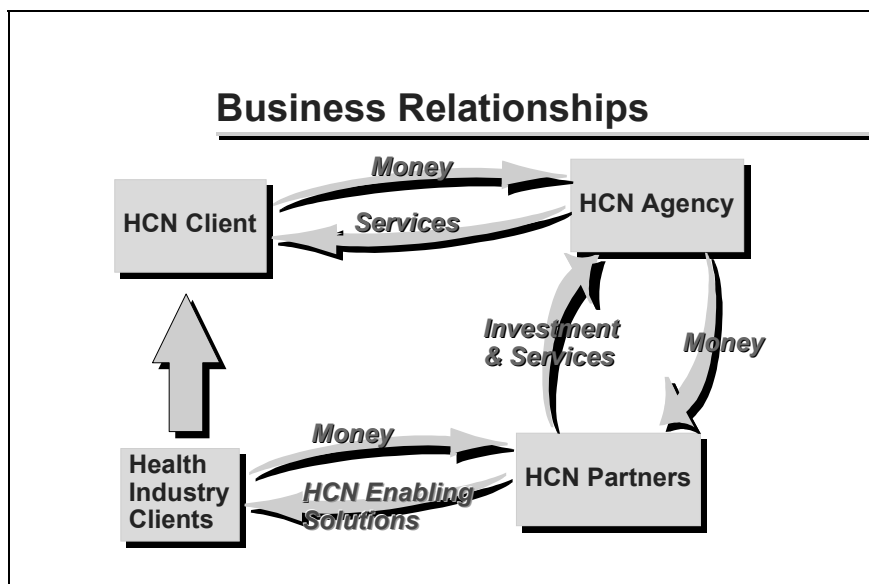 Business Relationships
Money
HCN Client
HCN Agency
Services
Investment
& Services
Money
Money
Health
Industry
Clients
HCN Partners
HCN Enabling
Solutions